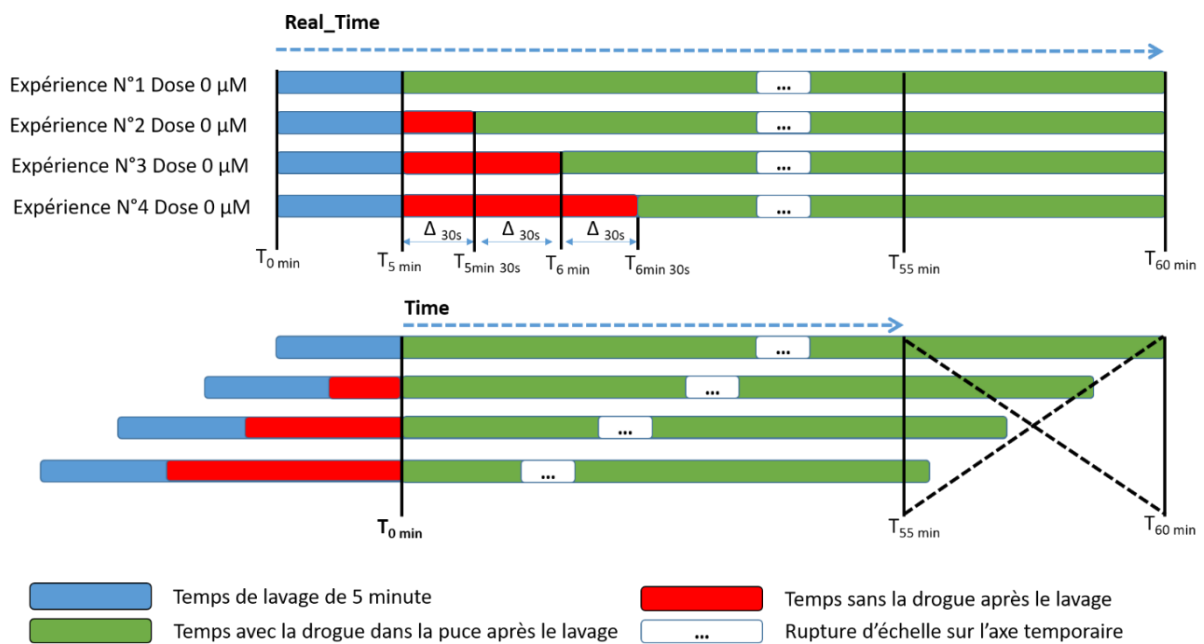 Real_Time
Expérience N°1 Dose 0 µM
...
Expérience N°2 Dose 0 µM
...
Expérience N°3 Dose 0 µM
...
Expérience N°4 Dose 0 µM
...
Δ 30s Δ 30s Δ 30s
T0 min T5 min T5min 30s T6 min T6min 30s T55 min T60 min
Time
...
...
...
...
T0 min T55 min T60 min
Temps de lavage de 5 minute
Temps sans la drogue après le lavage
Temps avec la drogue dans la puce après le lavage
... Rupture d’échelle sur l’axe temporaire